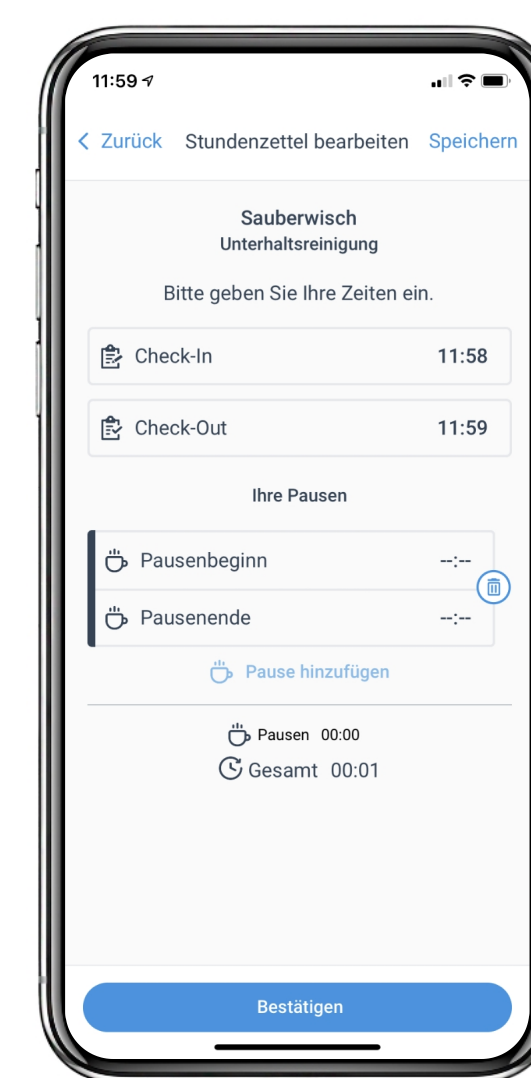 11:59
Zurück Stundenzettel bearbeiten Speichern
Sauberwisch
Unterhaltsreinigung
Bitte geben Sie Ihre Zeiten ein.
Check-In 11:58
Check-Out 11:59
Ihre Pausen
Pausenbeginn --:--
Pausenende --:--
Pause hinzufügen
Pausen 00:00
Gesamt 00:01
Bestätigen